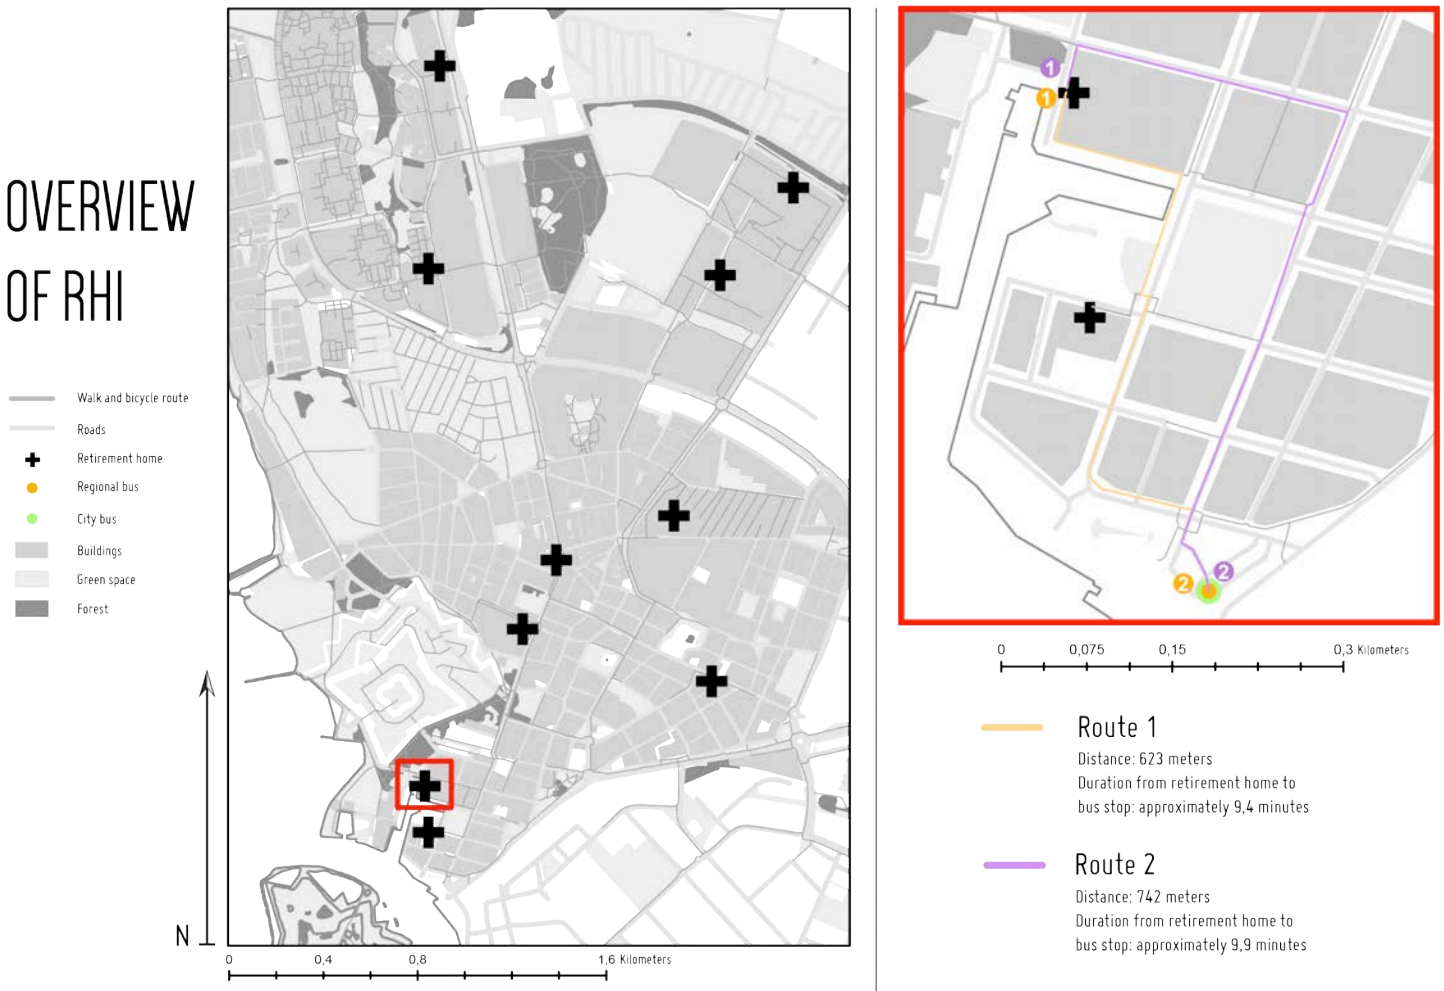 OVERVIEW
OF RHI
Walk and bicycle route
Roads
Retirement home
Regional bus
City bus
Buildings
Green space
Forest
N
0 0,4 0,8 1,6 Kilometers
1
1
2
2
0 0,075 0,15 0,3 Kilometers
Route 1
Distance: 623 meters
Duration from retirement home to
bus stop: approximately 9,4 minutes
Route 2
Distance: 742 meters
Duration from retirement home to
bus stop: approximately 9,9 minutes